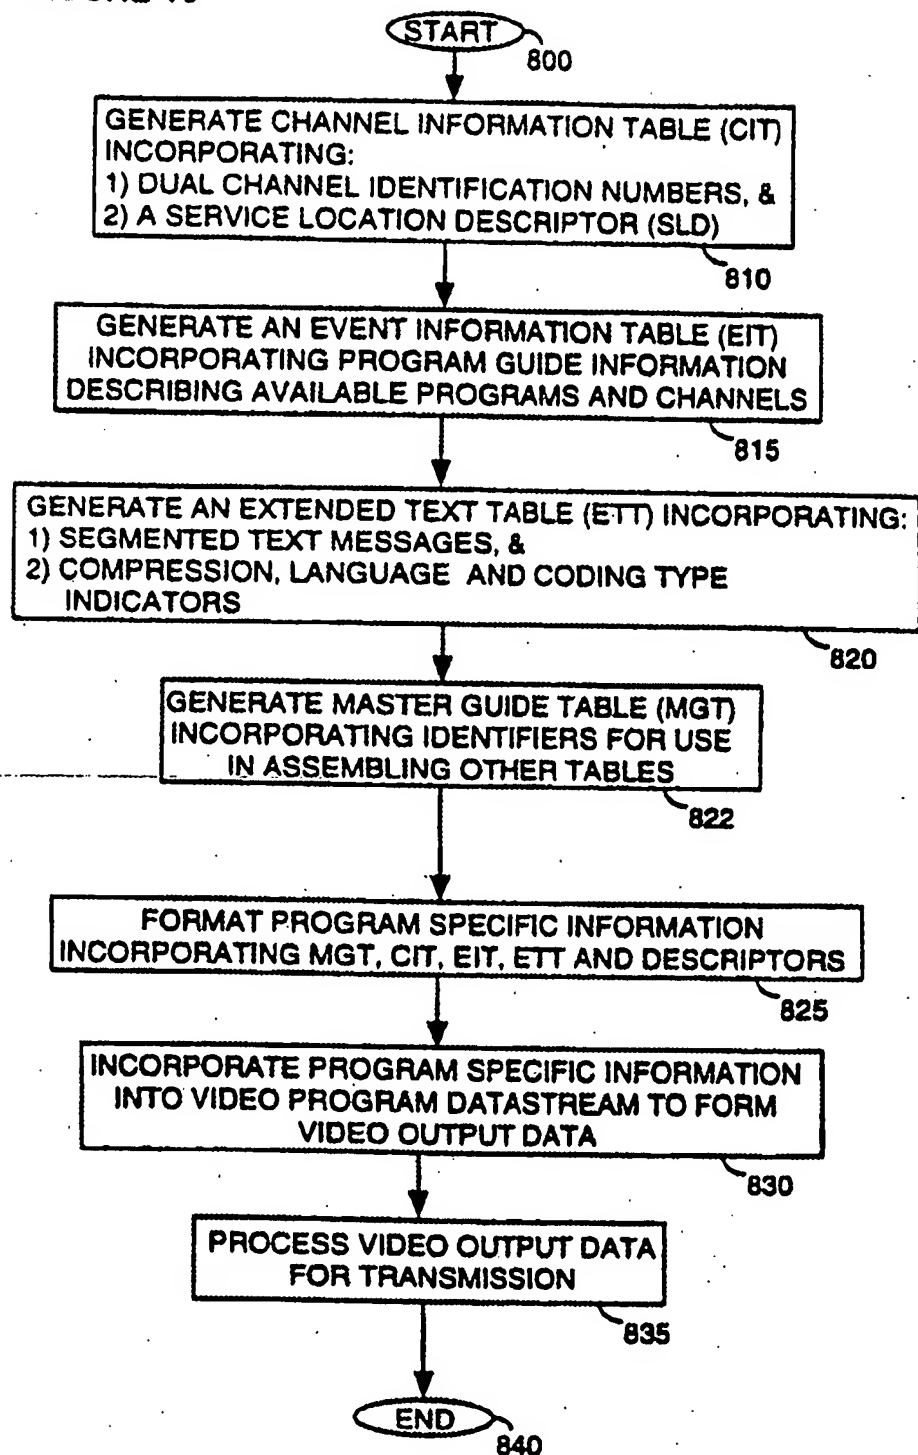 START
800
GENERATE CHANNEL INFORMATION TABLE (CIT)
INCORPORATING:
1) DUAL CHANNEL IDENTIFICATION NUMBERS, &
2) A SERVICE LOCATION DESCRIPTOR (SLD)
810
GENERATE AN EVENT INFORMATION TABLE (EIT)
INCORPORATING PROGRAM GUIDE INFORMATION
DESCRIBING AVAILABLE PROGRAMS AND CHANNELS
815
GENERATE AN EXTENDED TEXT TABLE (ETT) INCORPORATING:
1) SEGMENTED TEXT MESSAGES, &
2) COMPRESSION, LANGUAGE AND CODING TYPE
INDICATORS
820
GENERATE MASTER GUIDE TABLE (MGT)
INCORPORATING IDENTIFIERS FOR USE
IN ASSEMBLING OTHER TABLES
822
FORMAT PROGRAM SPECIFIC INFORMATION
INCORPORATING MGT, CIT, EIT, ETT AND DESCRIPTORS
825
INCORPORATE PROGRAM SPECIFIC INFORMATION
INTO VIDEO PROGRAM DATASTREAM TO FORM
VIDEO OUTPUT DATA
830
PROCESS VIDEO OUTPUT DATA
FOR TRANSMISSION
835
END
840